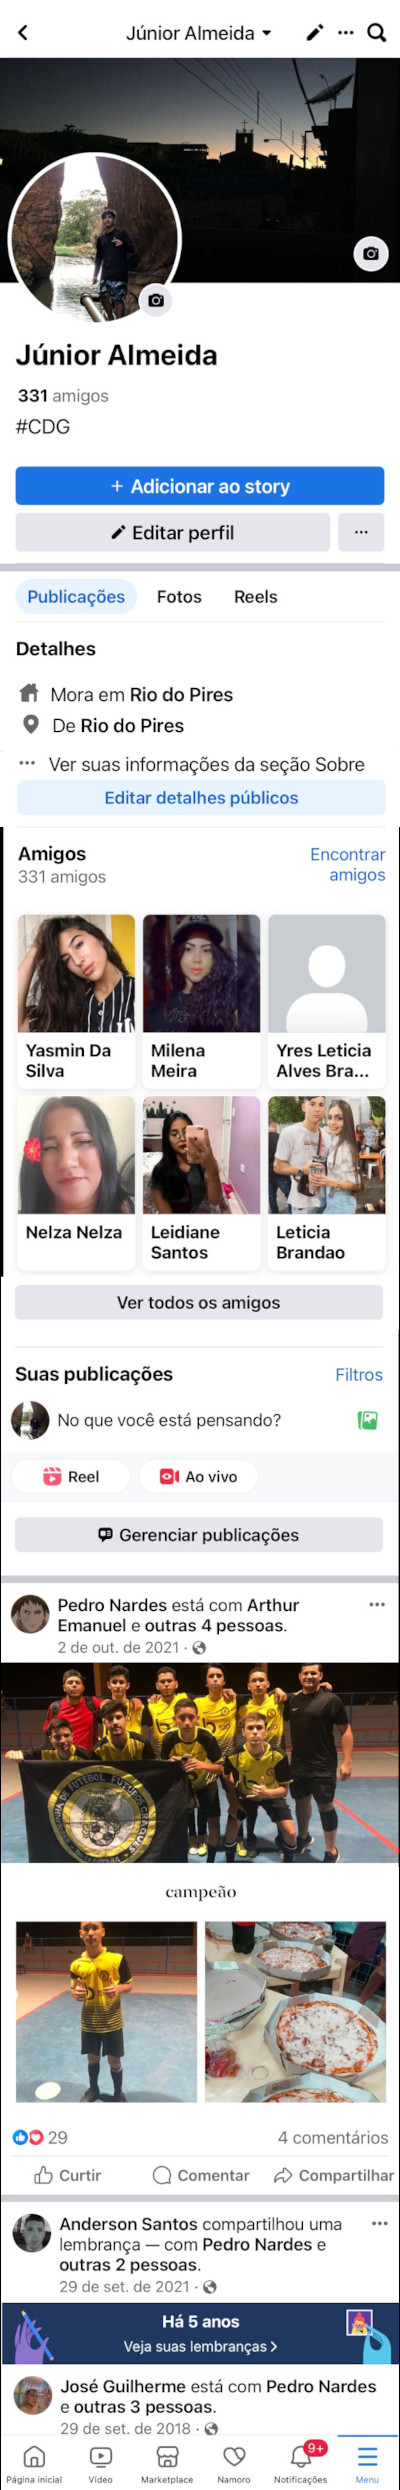 Júnior Almeida
Júnior Almeida
331 amigos
#CDG
+ Adicionar ao story
Editar perfil
Publicações Fotos Reels
Detalhes
Mora em Rio do Pires
De Rio do Pires
Ver suas informações da seção Sobre
Editar detalhes públicos
Amigos
331 amigos
Encontrar
amigos
Yasmin Da
Silva
Milena
Meira
Yres Leticia
Alves Bra...
Nelza Nelza
Leidiane
Santos
Leticia
Brandao
Ver todos os amigos
Suas publicações
Filtros
No que você está pensando?
Reel
Ao vivo
Gerenciar publicações
Pedro Nardes está com Arthur
Emanuel e outras 4 pessoas.
2 de out. de 2021 ·
DE FUTEBOL FUTUROS CRAQUES
campeão
29
4 comentários
Curtir
Comentar
Compartilhar
Anderson Santos compartilhou uma
lembrança — com Pedro Nardes e
outras 2 pessoas.
29 de set. de 2021 ·
Há 5 anos
Veja suas lembranças
José Guilherme está com Pedro Nardes
e outras 3 pessoas.
29 de set. de 2018 ·
9+
Página inicial
Vídeo
Marketplace
Namoro
Notificações
Menu